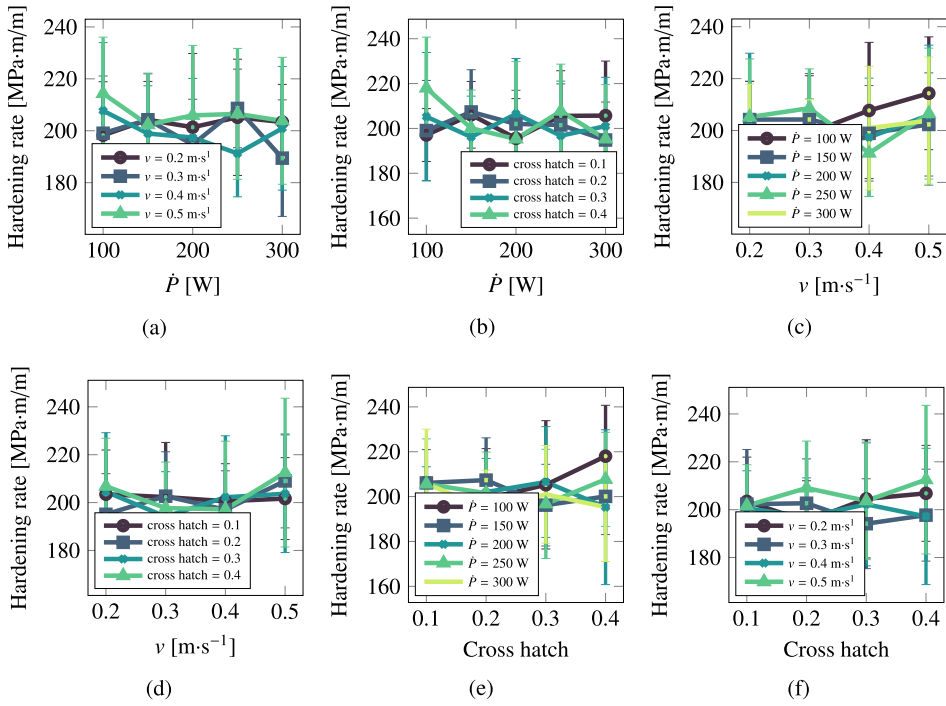 Hardening rate [MPa·m/m]
240
220
200
180
v = 0.2 m·s¹
v = 0.3 m·s¹
v = 0.4 m·s¹
v = 0.5 m·s¹
100 200 300
Ṗ [W]
(a)
Hardening rate [MPa·m/m]
240
220
200
180
160
cross hatch = 0.1
cross hatch = 0.2
cross hatch = 0.3
cross hatch = 0.4
100 200 300
Ṗ [W]
(b)
Hardening rate [MPa·m/m]
240
220
200
180
Ṗ = 100 W
Ṗ = 150 W
Ṗ = 200 W
Ṗ = 250 W
Ṗ = 300 W
0.2 0.3 0.4 0.5
v [m·s⁻¹]
(c)
Hardening rate [MPa·m/m]
240
220
200
180
cross hatch = 0.1
cross hatch = 0.2
cross hatch = 0.3
cross hatch = 0.4
0.2 0.3 0.4 0.5
v [m·s⁻¹]
(d)
Hardening rate [MPa·m/m]
240
220
200
180
160
Ṗ = 100 W
Ṗ = 150 W
Ṗ = 200 W
Ṗ = 250 W
Ṗ = 300 W
0.1 0.2 0.3 0.4
Cross hatch
(e)
Hardening rate [MPa·m/m]
240
220
200
180
v = 0.2 m·s¹
v = 0.3 m·s¹
v = 0.4 m·s¹
v = 0.5 m·s¹
0.1 0.2 0.3 0.4
Cross hatch
(f)